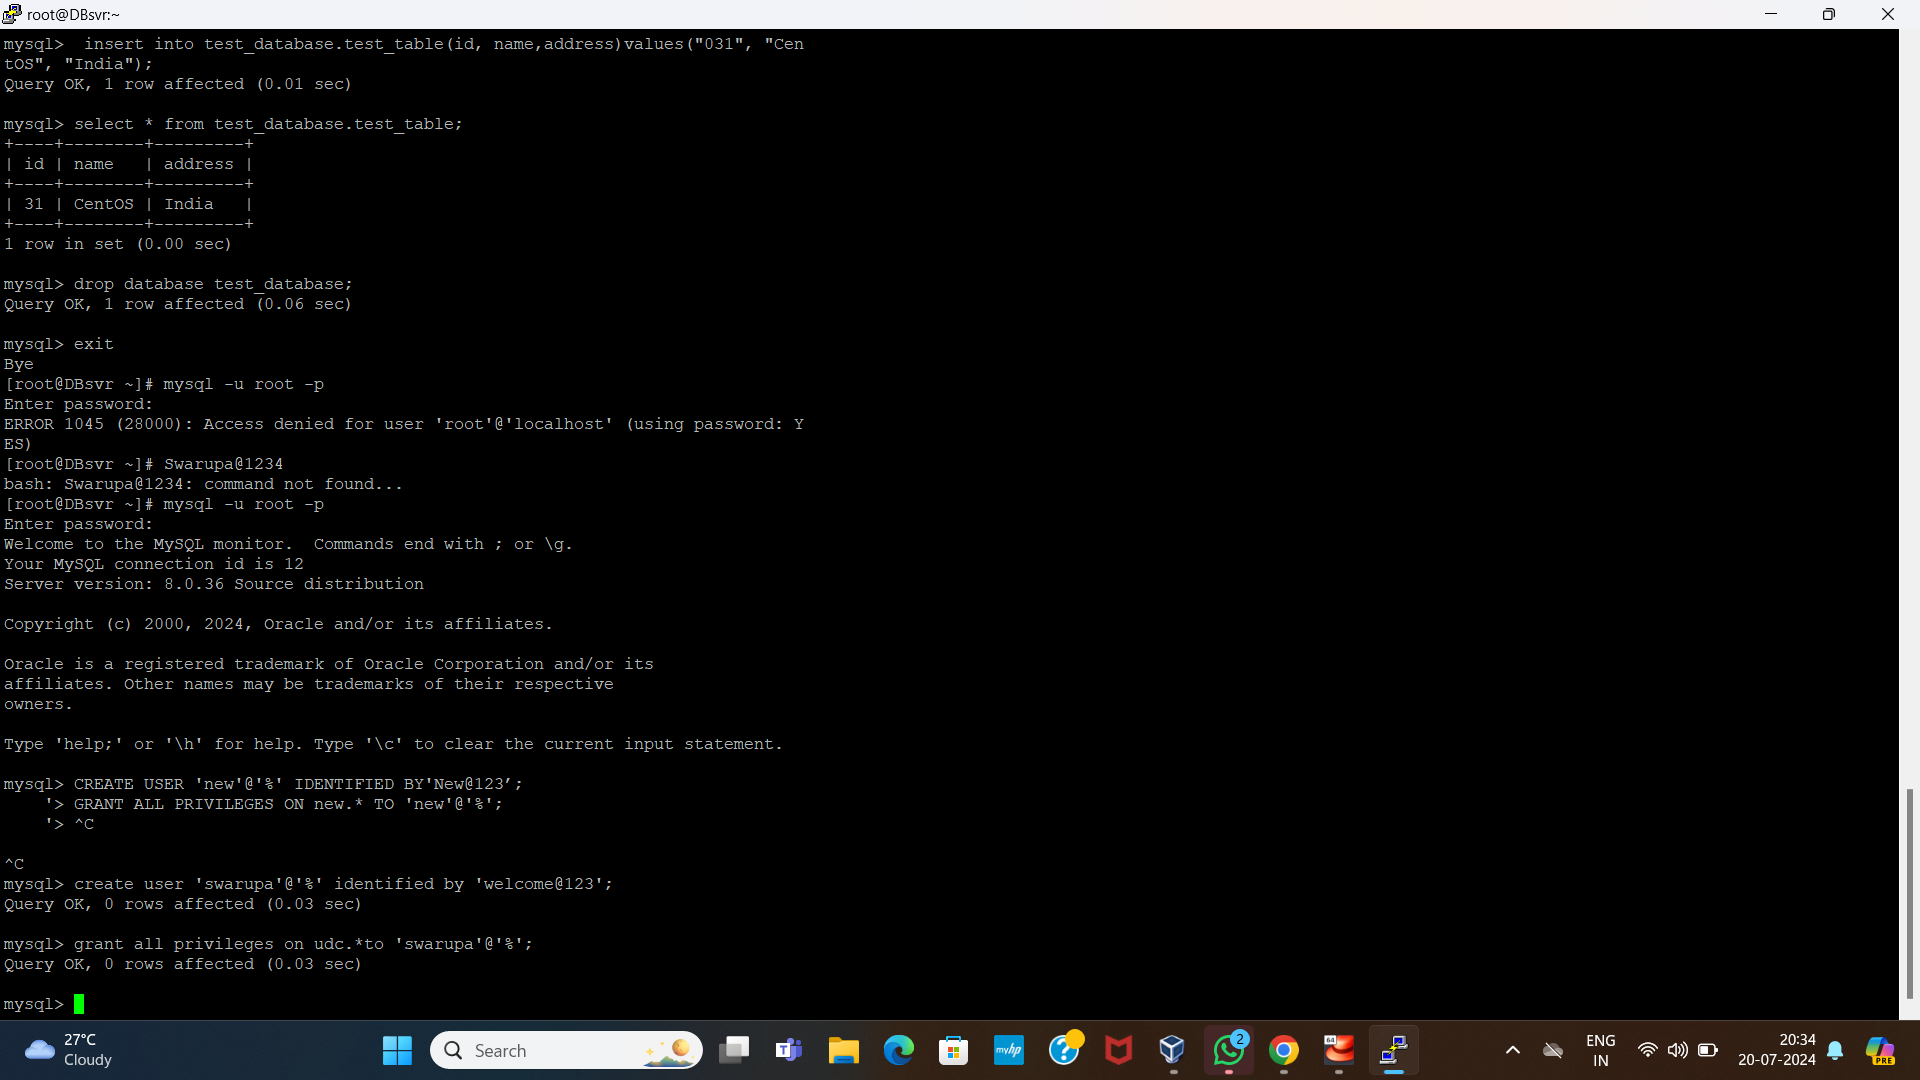 root@DBsvr:~
mysql>  insert into test_database.test_table(id, name,address)values("031", "Cen
tOS", "India");
Query OK, 1 row affected (0.01 sec)
mysql> select * from test_database.test_table;
+----+--------+---------+
| id | name   | address |
+----+--------+---------+
| 31 | CentOS | India   |
+----+--------+---------+
1 row in set (0.00 sec)
mysql> drop database test_database;
Query OK, 1 row affected (0.06 sec)
mysql> exit
Bye
[root@DBsvr ~]# mysql -u root -p
Enter password:
ERROR 1045 (28000): Access denied for user 'root'@'localhost' (using password: Y
ES)
[root@DBsvr ~]# Swarupa@1234
bash: Swarupa@1234: command not found...
[root@DBsvr ~]# mysql -u root -p
Enter password:
Welcome to the MySQL monitor.  Commands end with ; or \g.
Your MySQL connection id is 12
Server version: 8.0.36 Source distribution
Copyright (c) 2000, 2024, Oracle and/or its affiliates.
Oracle is a registered trademark of Oracle Corporation and/or its
affiliates. Other names may be trademarks of their respective
owners.
Type 'help;' or '\h' for help. Type '\c' to clear the current input statement.
mysql> CREATE USER 'new'@'%' IDENTIFIED BY'New@123’;
    '> GRANT ALL PRIVILEGES ON new.* TO 'new'@'%';
    '> ^C
^C
mysql> create user 'swarupa'@'%' identified by 'welcome@123';
Query OK, 0 rows affected (0.03 sec)
mysql> grant all privileges on udc.*to 'swarupa'@'%';
Query OK, 0 rows affected (0.03 sec)
mysql>
27°C
Cloudy
Search
myhp
2
64
ENG
IN
20:34
20-07-2024
PRE